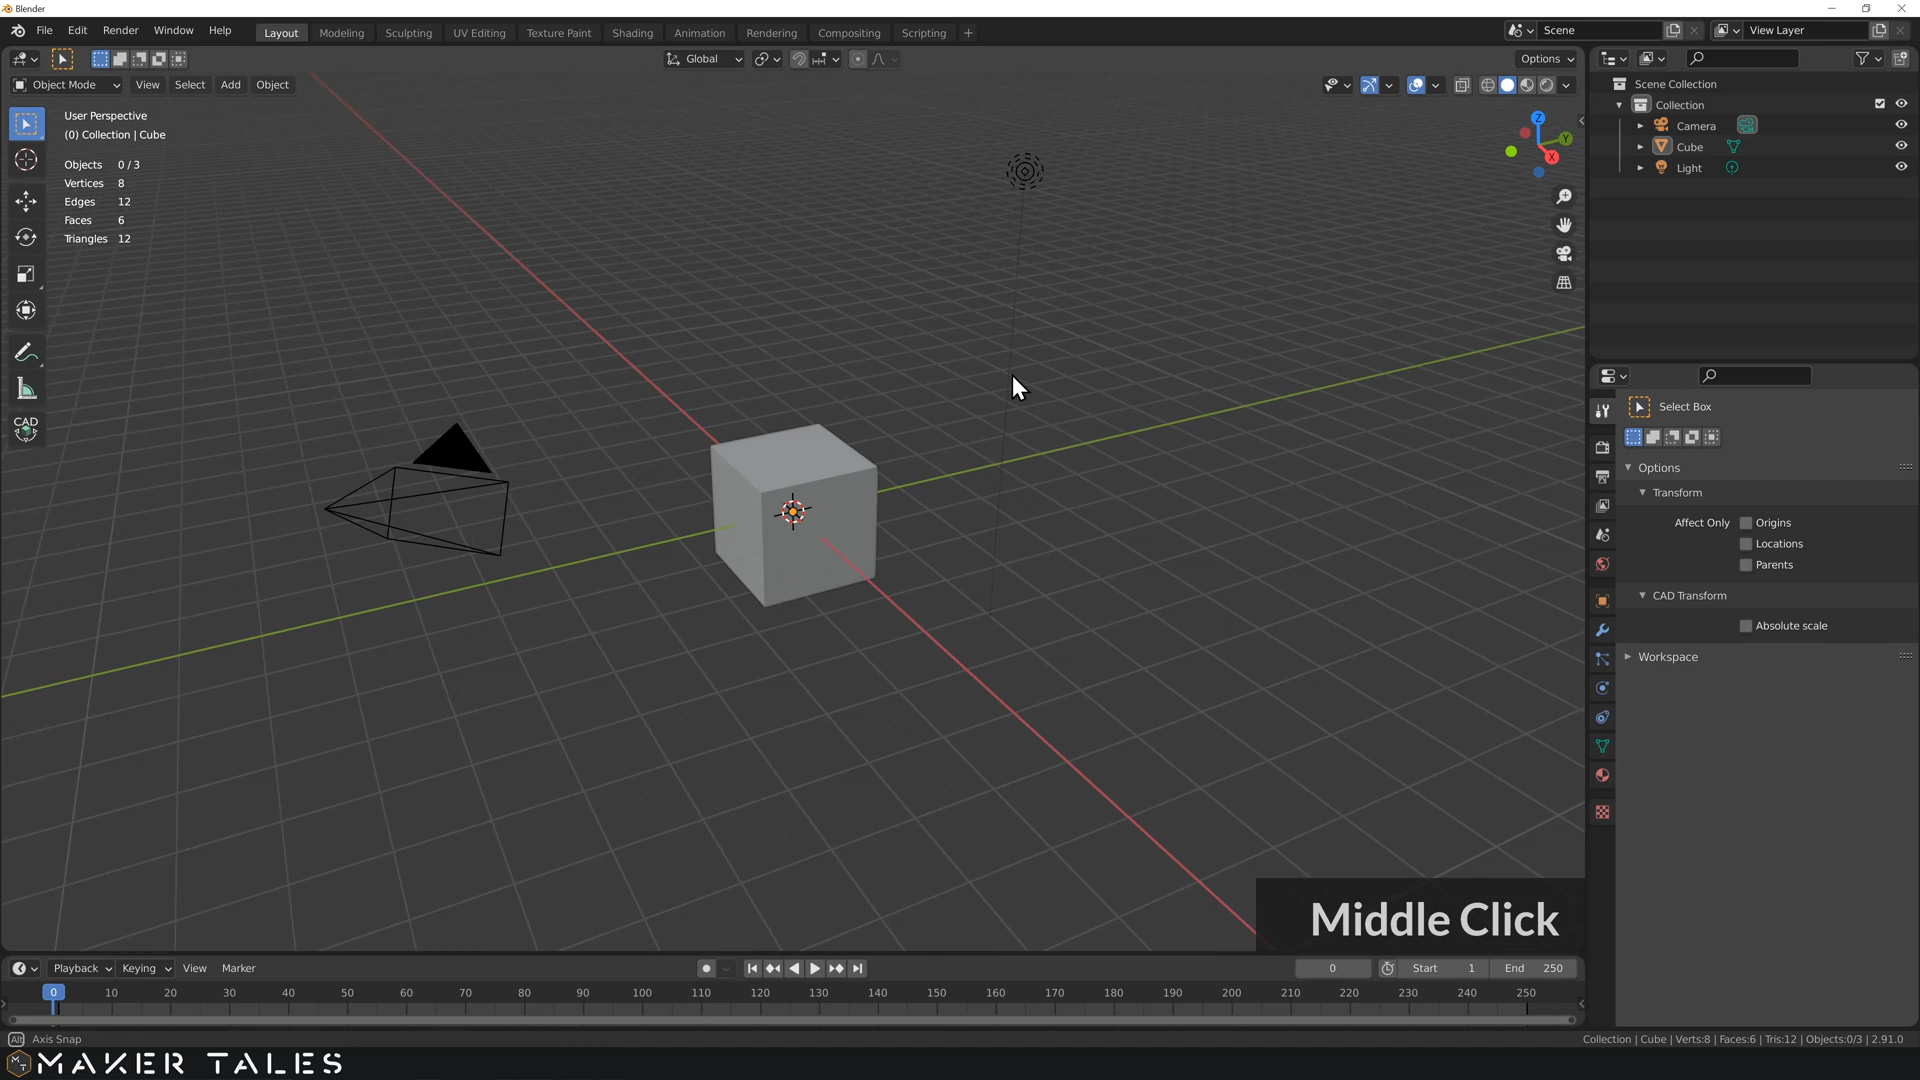 Blender
File Edit Render Window Help
Layout Modeling Sculpting UV Editing Texture Paint Shading Animation Rendering Compositing Scripting +
Scene
View Layer
Global
Options
Object Mode View Select Add Object
User Perspective
(0) Collection | Cube
Objects 0 / 3
Vertices 8
Edges 12
Faces 6
Triangles 12
CAD
Z
Y
X
Scene Collection
Collection
Camera
Cube
Light
Select Box
Options
Transform
Affect Only Origins
Locations
Parents
CAD Transform
Absolute scale
Workspace
Middle Click
Playback Keying View Marker
0 Start 1 End 250
0 10 20 30 40 50 60 70 80 90 100 110 120 130 140 150 160 170 180 190 200 210 220 230 240 250
Alt Axis Snap
Collection | Cube | Verts:8 | Faces:6 | Tris:12 | Objects:0/3 | 2.91.0
MT MAKER TALES